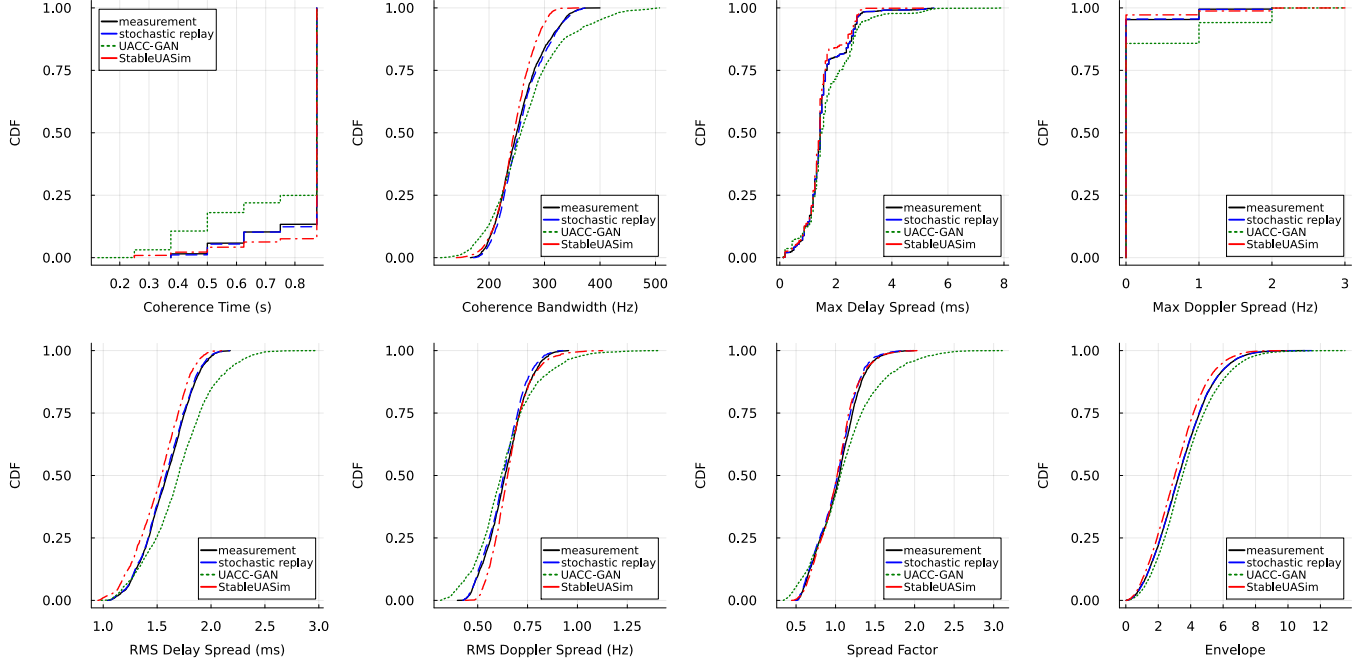 CDF
1.00
0.75
0.50
0.25
0.00
measurement
stochastic replay
UACC-GAN
StableUASim
0.2 0.3 0.4 0.5 0.6 0.7 0.8
Coherence Time (s)
CDF
1.00
0.75
0.50
0.25
0.00
measurement
stochastic replay
UACC-GAN
StableUASim
200 300 400 500
Coherence Bandwidth (Hz)
CDF
1.00
0.75
0.50
0.25
0.00
measurement
stochastic replay
UACC-GAN
StableUASim
0 2 4 6 8
Max Delay Spread (ms)
CDF
1.00
0.75
0.50
0.25
0.00
measurement
stochastic replay
UACC-GAN
StableUASim
0 1 2 3
Max Doppler Spread (Hz)
CDF
1.00
0.75
0.50
0.25
0.00
measurement
stochastic replay
UACC-GAN
StableUASim
1.0 1.5 2.0 2.5 3.0
RMS Delay Spread (ms)
CDF
1.00
0.75
0.50
0.25
0.00
measurement
stochastic replay
UACC-GAN
StableUASim
0.50 0.75 1.00 1.25
RMS Doppler Spread (Hz)
CDF
1.00
0.75
0.50
0.25
0.00
measurement
stochastic replay
UACC-GAN
StableUASim
0.5 1.0 1.5 2.0 2.5 3.0
Spread Factor
CDF
1.00
0.75
0.50
0.25
0.00
measurement
stochastic replay
UACC-GAN
StableUASim
0 2 4 6 8 10 12
Envelope